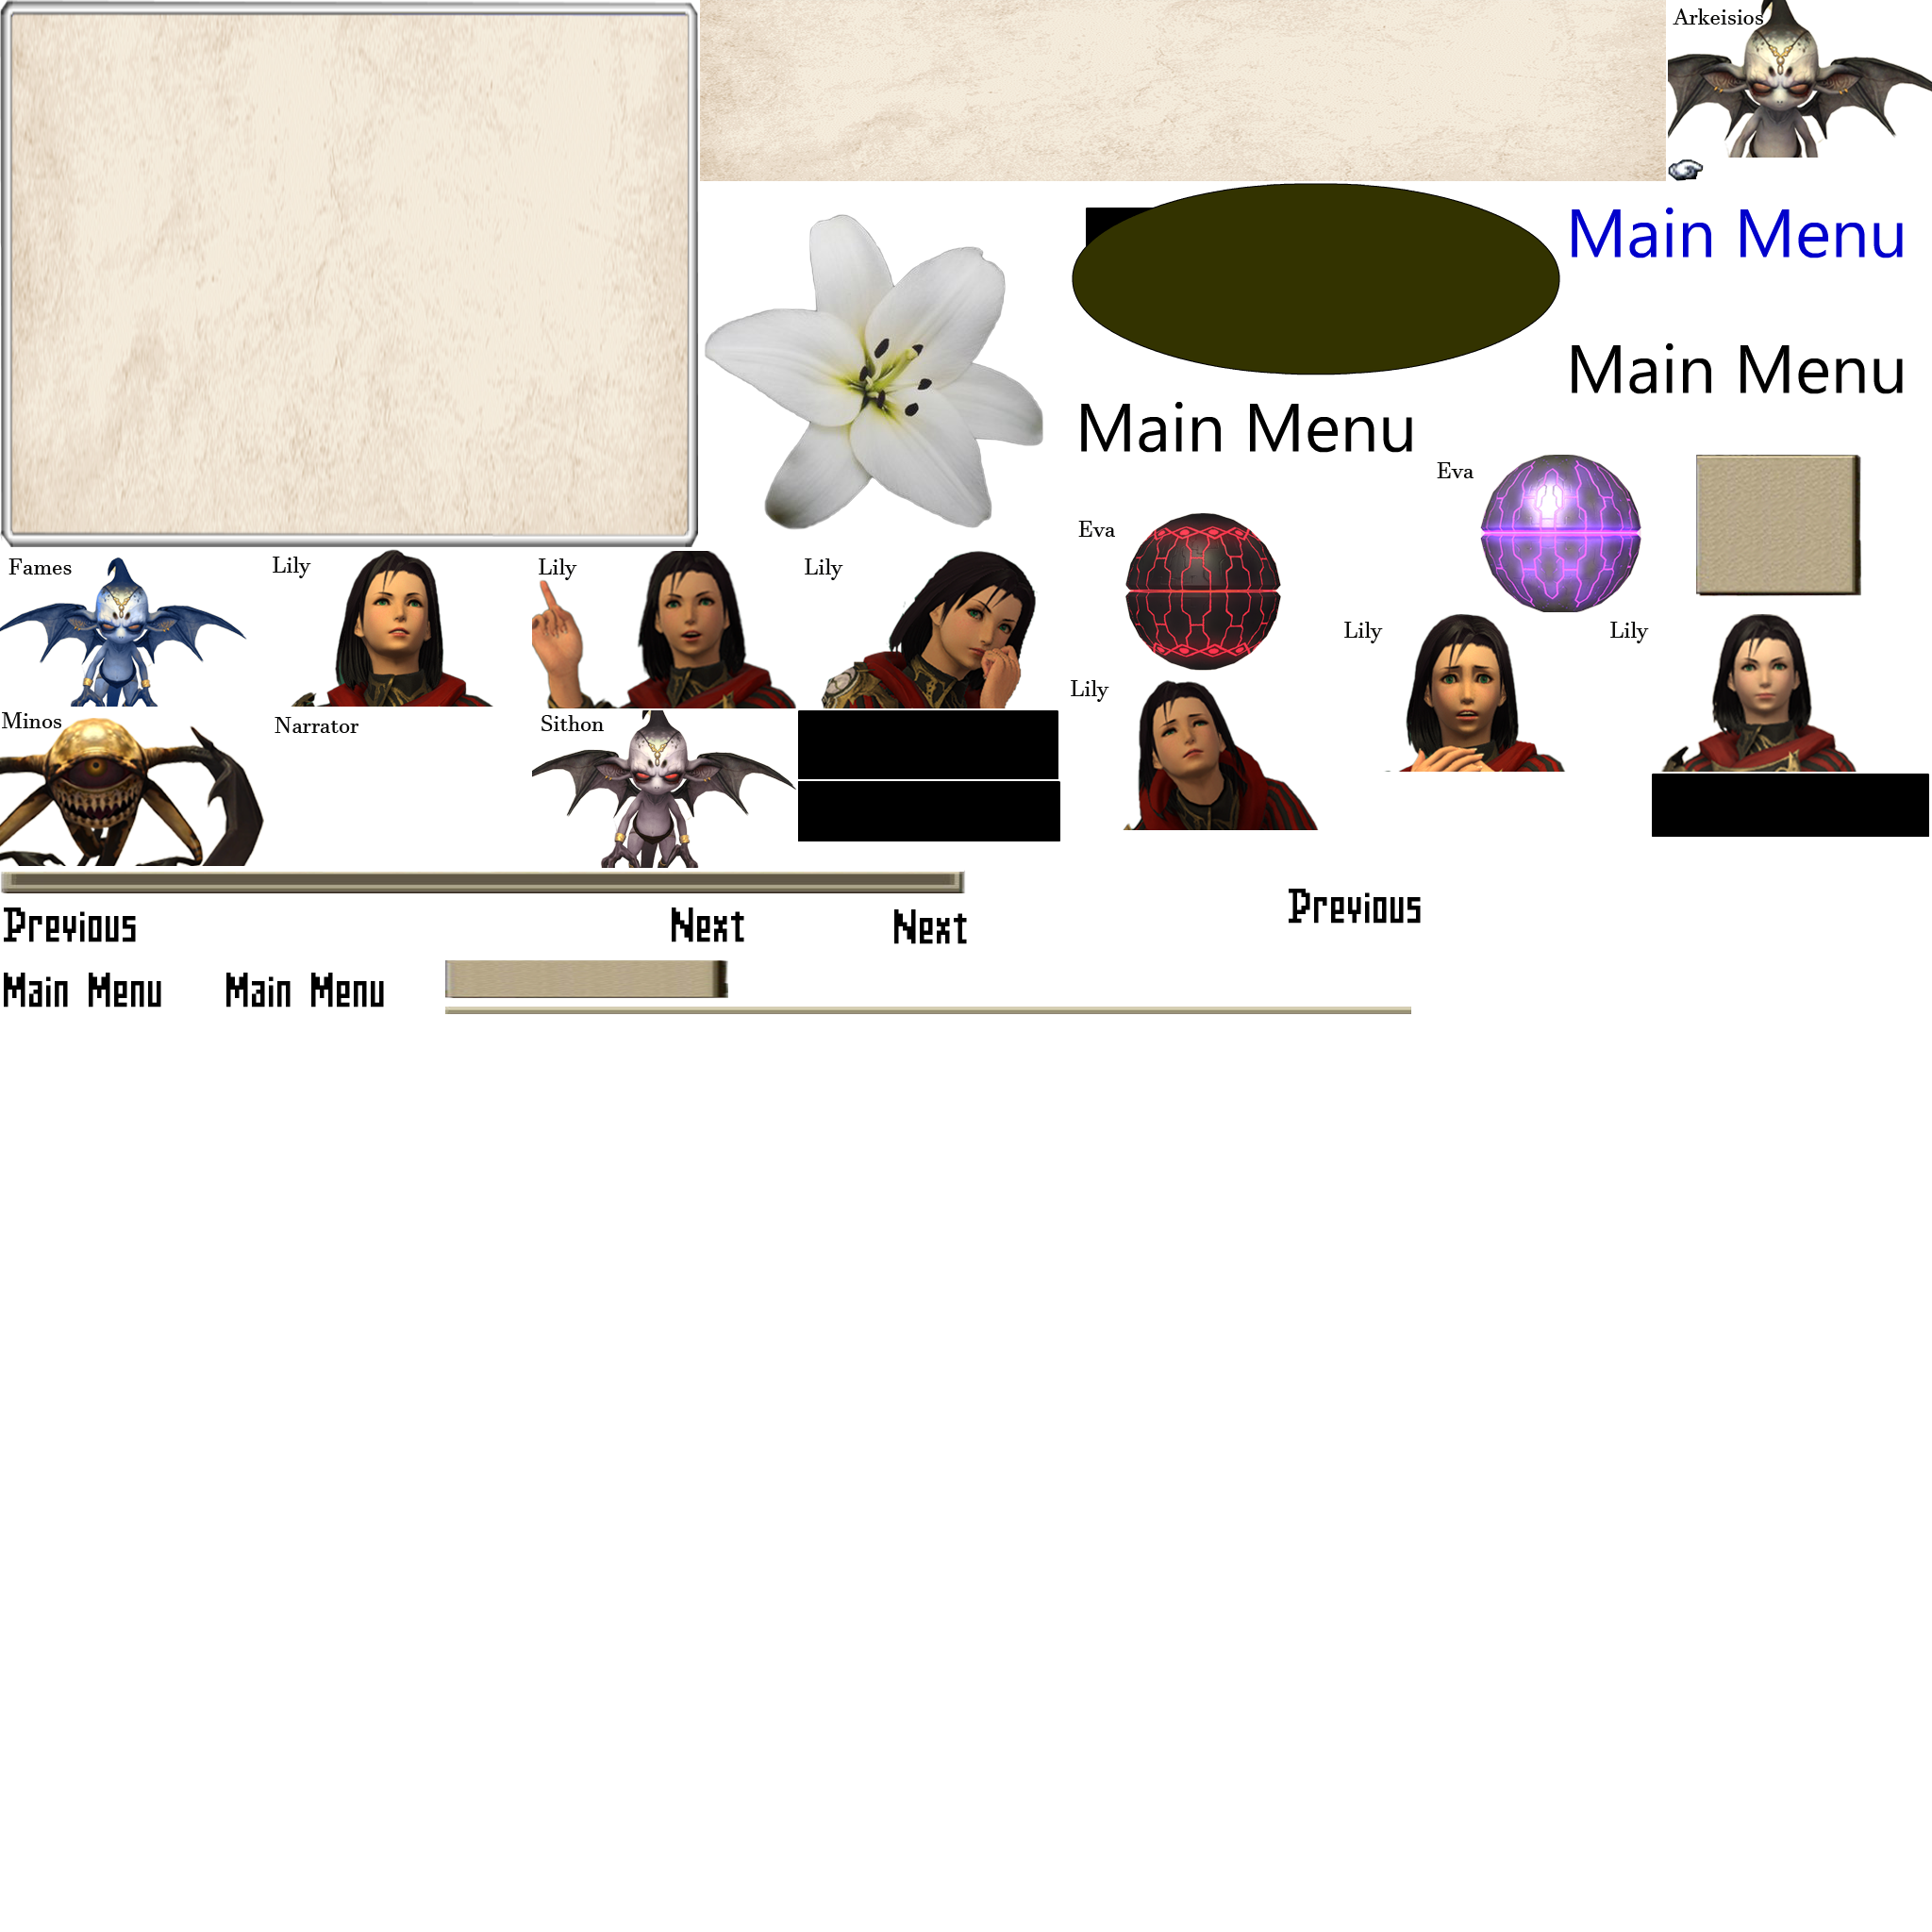 Arkeisios
Main Menu
Main Menu
Main Menu
Eva
Eva
Fames
Lily
Lily
Lily
Lily
Lily
Lily
Minos
Narrator
Sithon
Previous
Next
Next
Previous
Main Menu
Main Menu